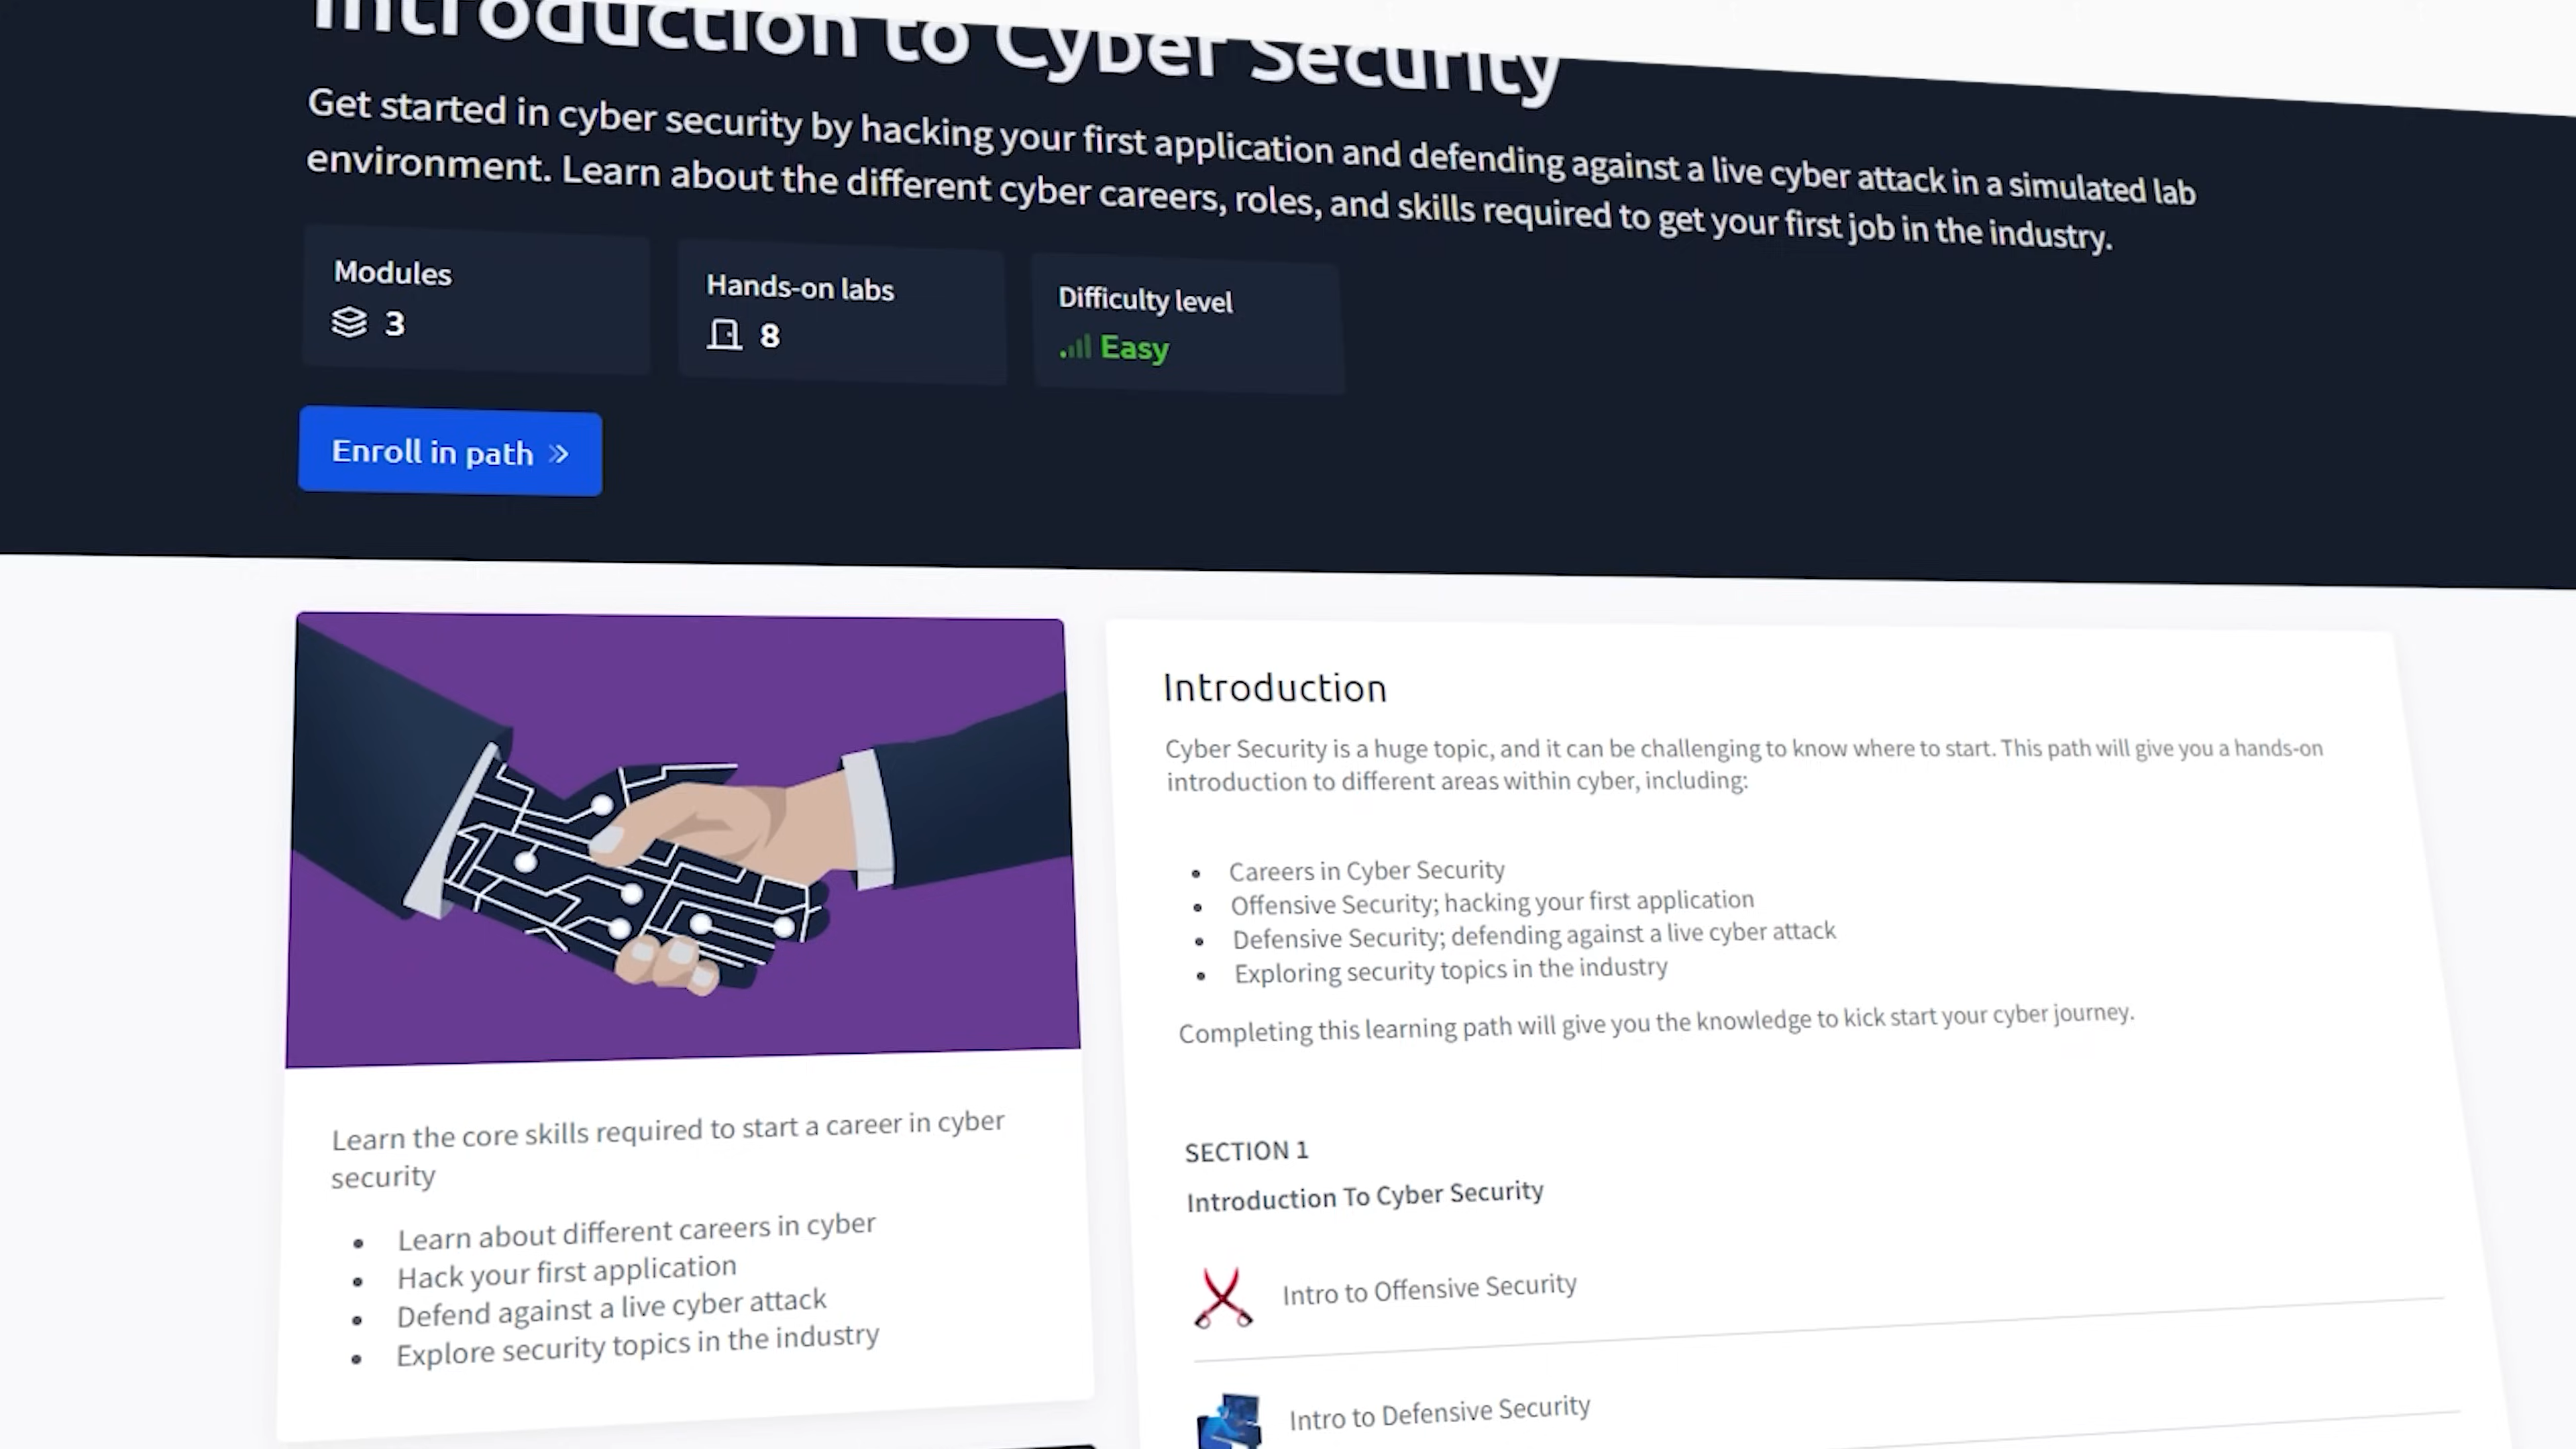 Introduction to Cyber Security
Get started in cyber security by hacking your first application and defending against a live cyber attack in a simulated lab
environment. Learn about the different cyber careers, roles, and skills required to get your first job in the industry.
Modules
3
Hands-on labs
8
Difficulty level
Easy
Enroll in path »
Learn the core skills required to start a career in cyber
security
• Learn about different careers in cyber
• Hack your first application
• Defend against a live cyber attack
• Explore security topics in the industry
Introduction
Cyber Security is a huge topic, and it can be challenging to know where to start. This path will give you a hands-on
introduction to different areas within cyber, including:
• Careers in Cyber Security
• Offensive Security; hacking your first application
• Defensive Security; defending against a live cyber attack
• Exploring security topics in the industry
Completing this learning path will give you the knowledge to kick start your cyber journey.
SECTION 1
Introduction To Cyber Security
Intro to Offensive Security
Intro to Defensive Security